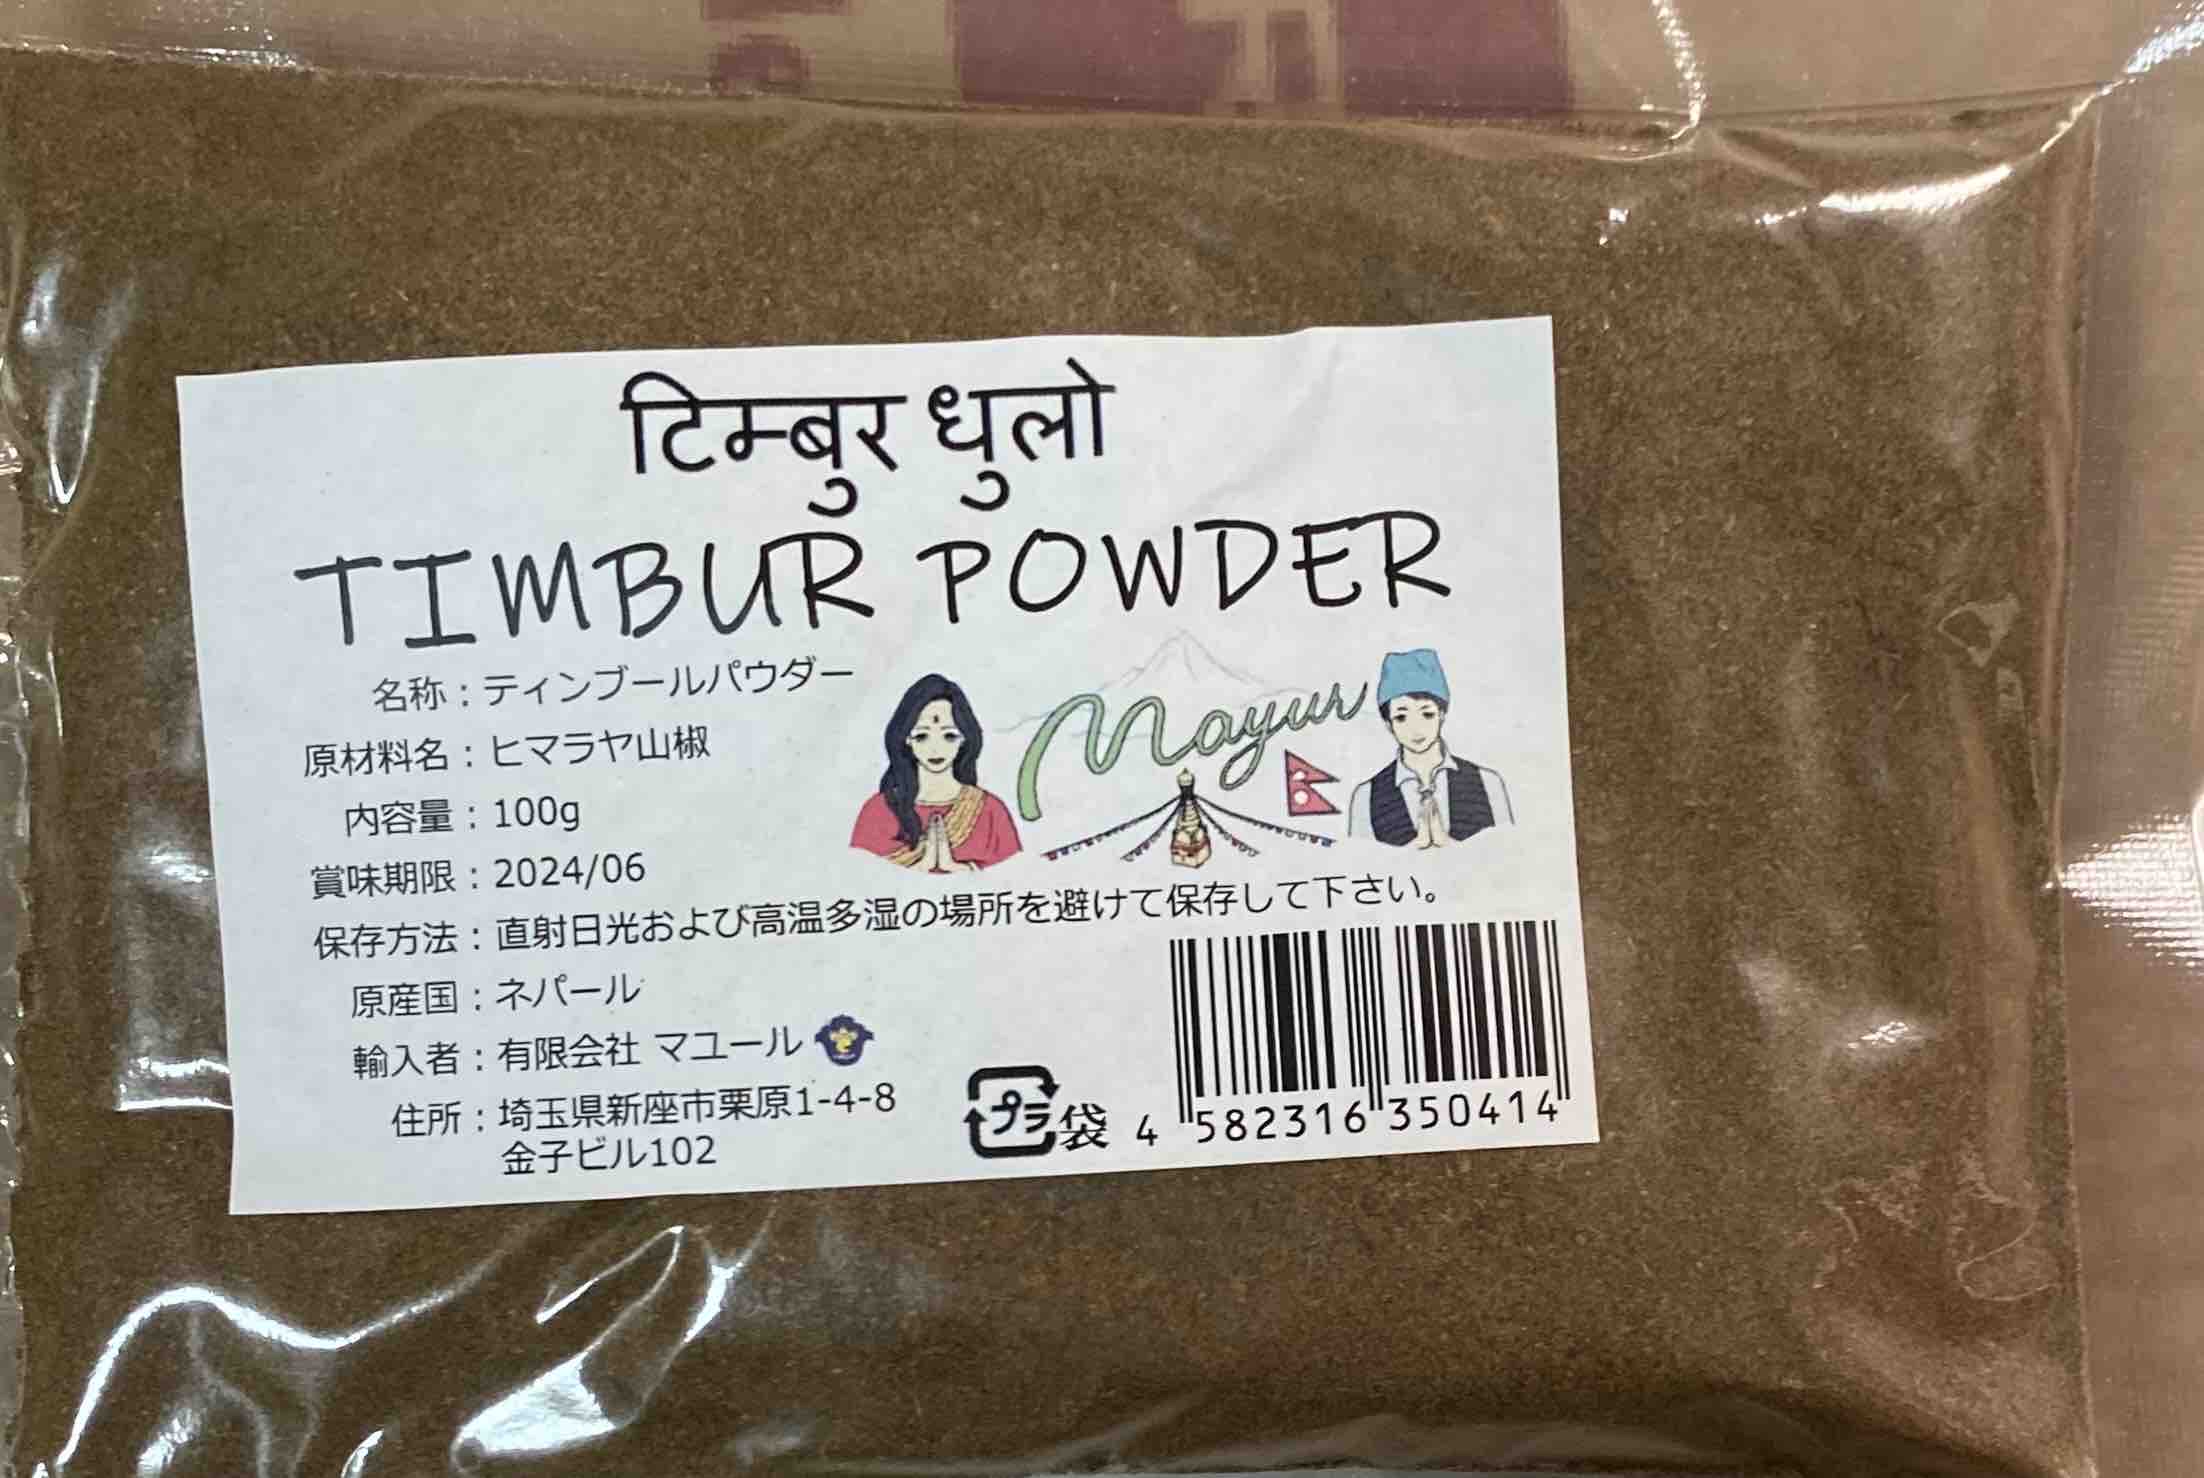 टिम्बुर धुलो
TIMBUR POWDER
名称：ティンブールパウダー
原材料名：ヒマラヤ山椒
内容量：100g
賞味期限：2024/06
保存方法：直射日光および高温多湿の場所を避けて保存して下さい。
原産国：ネパール
輸入者：有限会社 マユール
住所：埼玉県新座市栗原1-4-8
金子ビル102
Mayur
プラ 袋
4 582316 350414